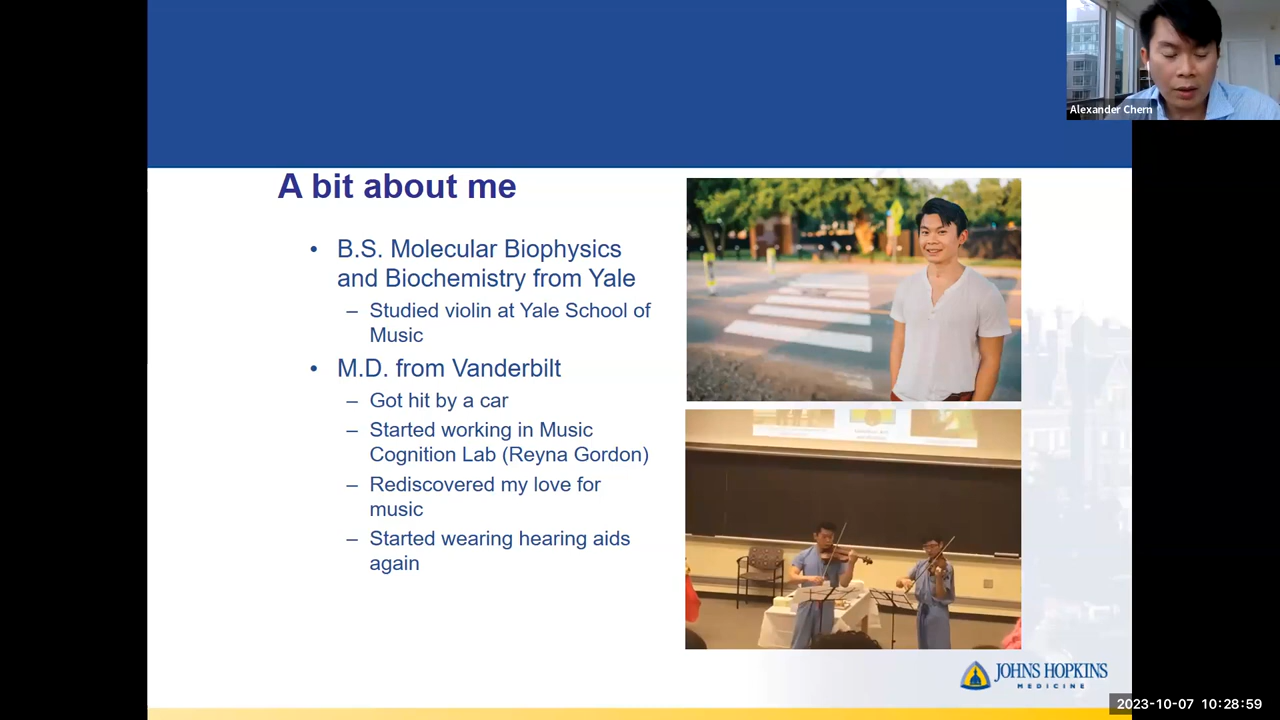 Alexander Chern
A bit about me
• B.S. Molecular Biophysics
and Biochemistry from Yale
– Studied violin at Yale School of
Music
• M.D. from Vanderbilt
– Got hit by a car
– Started working in Music
Cognition Lab (Reyna Gordon)
– Rediscovered my love for
music
– Started wearing hearing aids
again
JOHNS HOPKINS
MEDICINE
2023-10-07 10:28:59